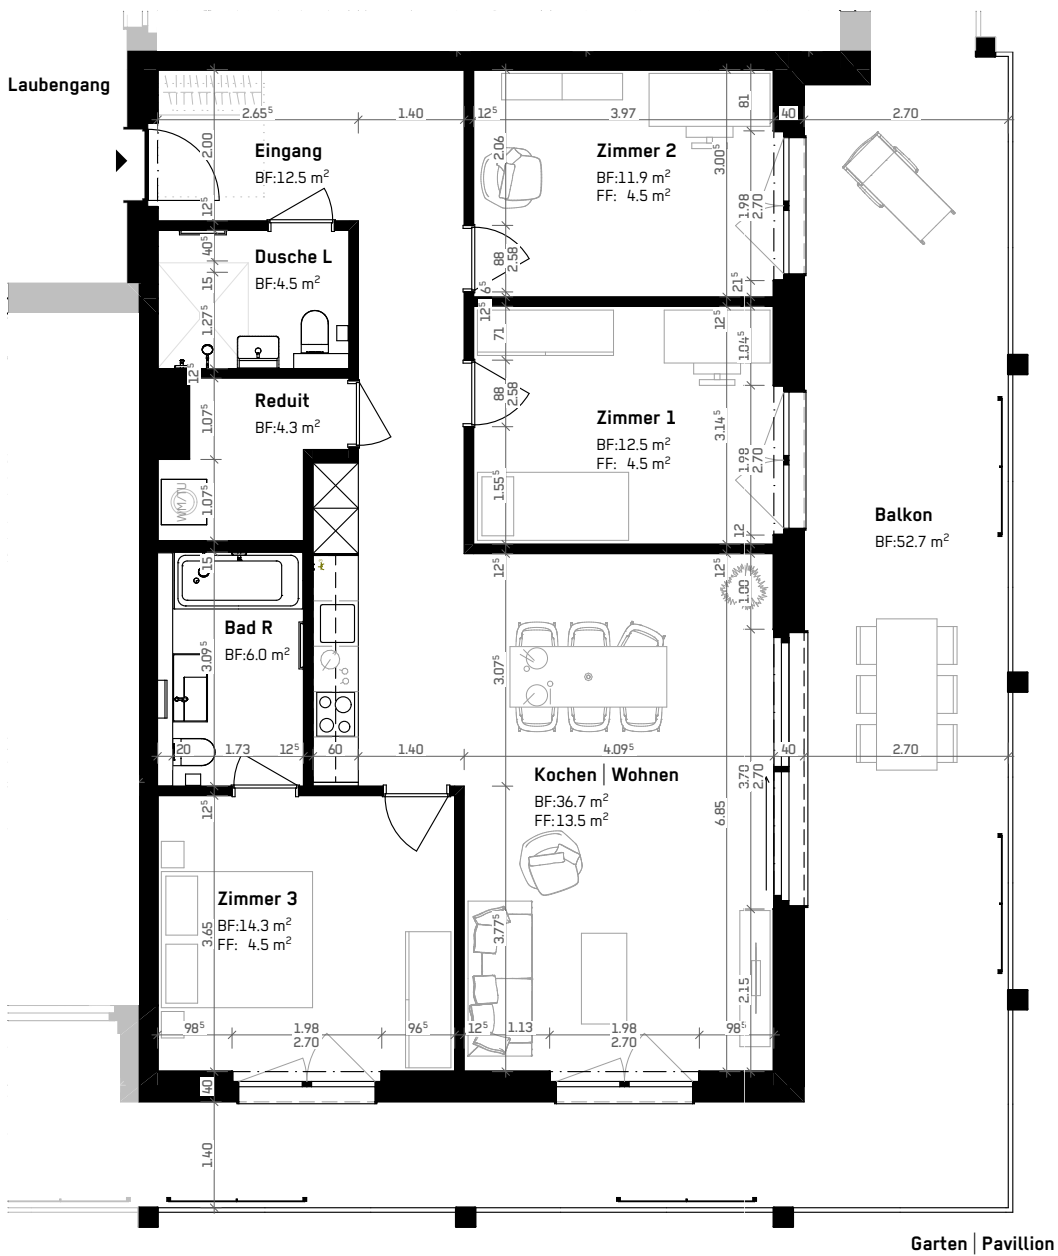 Laubengang
2.65⁵
1.40
12⁵
3.97
40
2.70
81
2.00
Eingang
BF:12.5 m²
2.06
Zimmer 2
BF:11.9 m²
FF: 4.5 m²
3.00⁵
1.98
2.70
12⁵
40⁵
Dusche L
BF:4.5 m²
88
2.58
6⁵
21⁵
15
1.27⁵
12⁵
71
12⁵
1.04⁵
12⁵
Reduit
BF:4.3 m²
1.07⁵
88
2.58
Zimmer 1
BF:12.5 m²
FF: 4.5 m²
3.14⁵
1.98
2.70
WM/TU
1.07⁵
1.55⁵
12
Balkon
BF:52.7 m²
15
12⁵
12⁵
1.00
Bad R
BF:6.0 m²
3.09⁵
3.07⁵
20
1.73
12⁵
60
1.40
4.09⁵
40
2.70
Kochen | Wohnen
BF:36.7 m²
FF:13.5 m²
3.70
2.70
6.85
12⁵
Zimmer 3
BF:14.3 m²
FF: 4.5 m²
3.65
3.77⁵
2.15
98⁵
1.98
2.70
96⁵
12⁵
1.13
1.98
2.70
98⁵
40
1.40
Garten | Pavillion